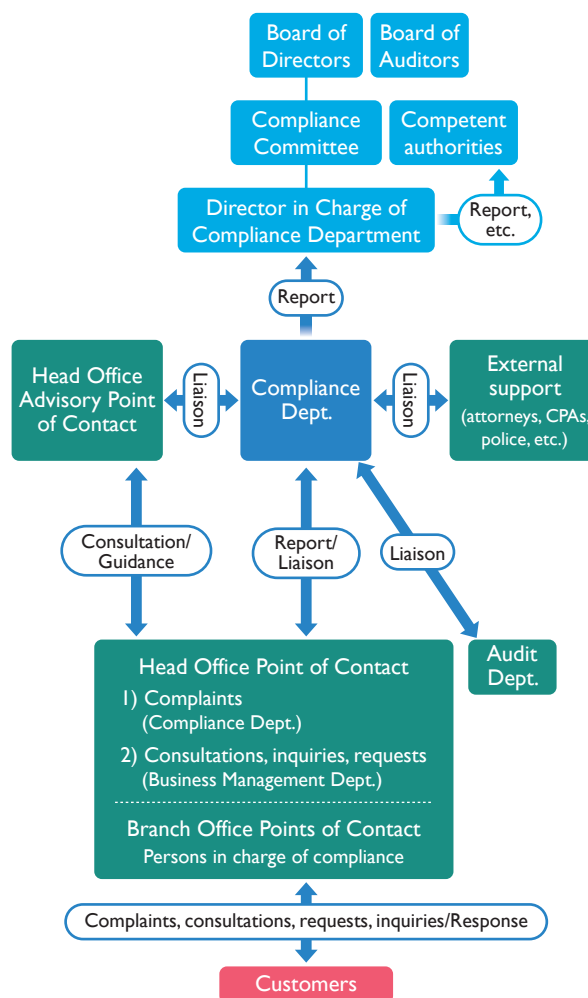 Board of
Directors
Board of
Auditors
Compliance
Committee
Competent
authorities
Director in Charge of
Compliance Department
Report,
etc.
Report
Head Office
Advisory Point
of Contact
Liaison
Compliance
Dept.
Liaison
External
support
(attorneys, CPAs,
police, etc.)
Consultation/
Guidance
Report/
Liaison
Liaison
Head Office Point of Contact
1) Complaints
(Compliance Dept.)
2) Consultations, inquiries, requests
(Business Management Dept.)
Branch Office Points of Contact
Persons in charge of compliance
Audit
Dept.
Complaints, consultations, requests, inquiries/Response
Customers